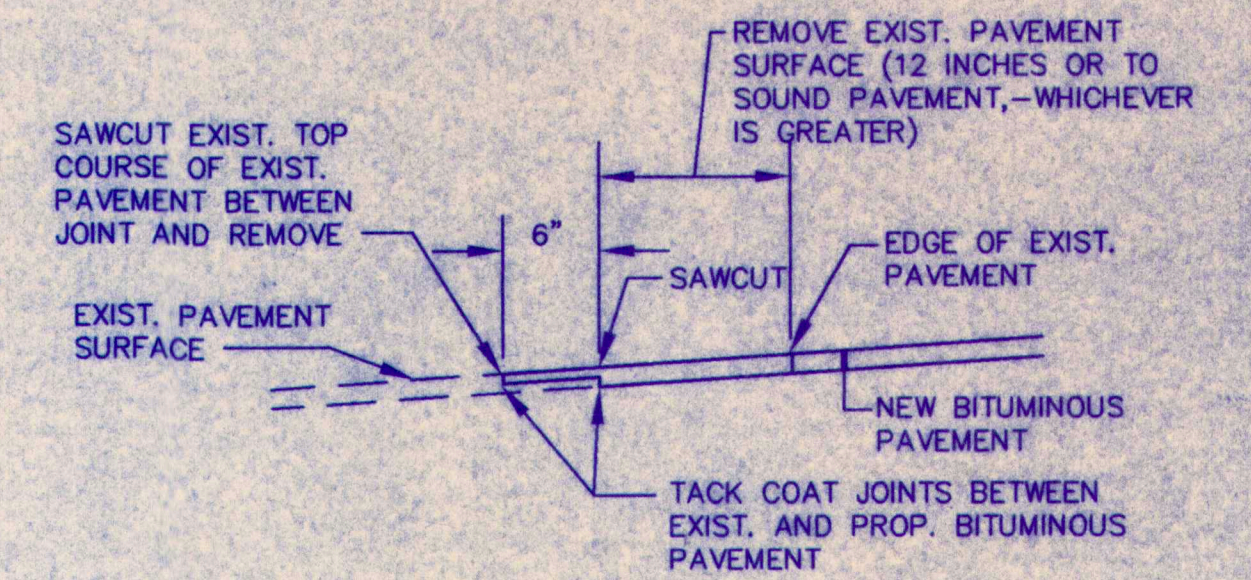 REMOVE EXIST. PAVEMENT
SURFACE (12 INCHES OR TO
SOUND PAVEMENT,-WHICHEVER
IS GREATER)
SAWCUT EXIST. TOP
COURSE OF EXIST.
PAVEMENT BETWEEN
JOINT AND REMOVE
6"
EDGE OF EXIST.
PAVEMENT
SAWCUT
EXIST. PAVEMENT
SURFACE
NEW BITUMINOUS
PAVEMENT
TACK COAT JOINTS BETWEEN
EXIST. AND PROP. BITUMINOUS
PAVEMENT